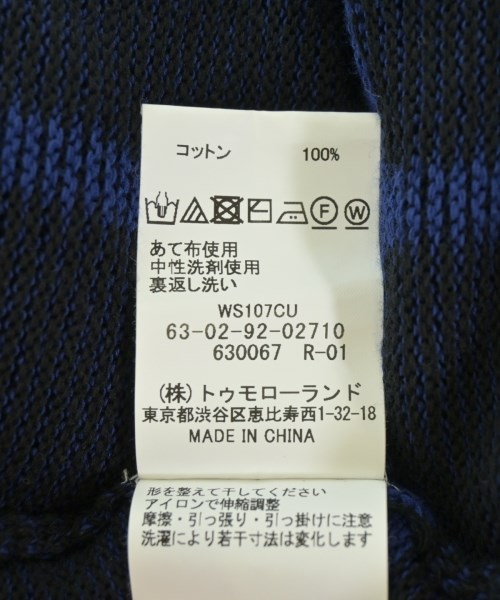 コットン 100%
F W
あて布使用
中性洗剤使用
裏返し洗い
WS107CU
63-02-92-02710
630067 R-01
(株)トゥモローランド
東京都渋谷区恵比寿西1-32-18
MADE IN CHINA
形を整えて干してください
アイロンで伸縮調整
摩擦・引っ張り・引っ掛けに注意
洗濯により若干寸法は変化します